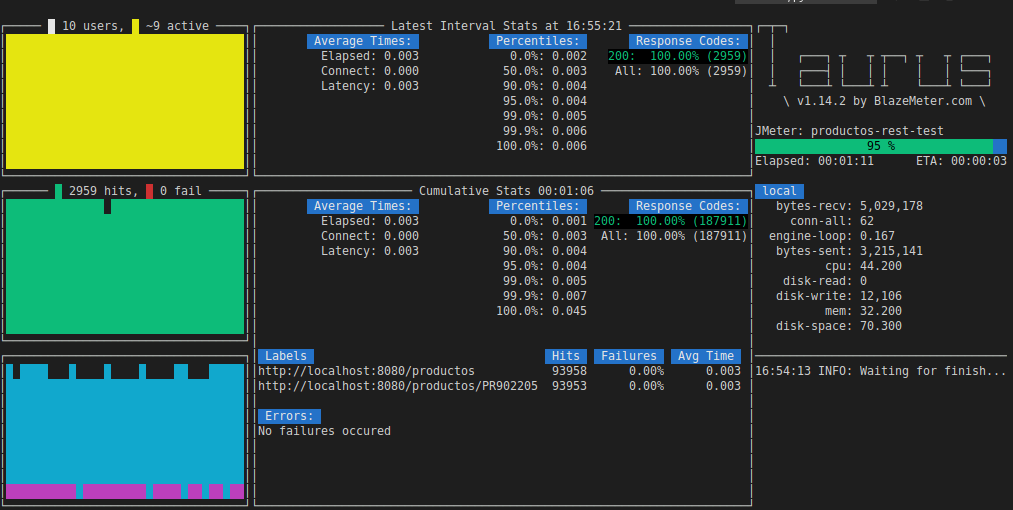 10 users, ~9 active
2959 hits, 0 fail
Latest Interval Stats at 16:55:21
Average Times: Percentiles: Response Codes:
Elapsed: 0.003 0.0%: 0.002 200: 100.00% (2959)
Connect: 0.000 50.0%: 0.003 All: 100.00% (2959)
Latency: 0.003 90.0%: 0.004
95.0%: 0.004
99.0%: 0.005
99.9%: 0.006
100.0%: 0.006
Cumulative Stats 00:01:06
Average Times: Percentiles: Response Codes:
Elapsed: 0.003 0.0%: 0.001 200: 100.00% (187911)
Connect: 0.000 50.0%: 0.003 All: 100.00% (187911)
Latency: 0.003 90.0%: 0.004
95.0%: 0.004
99.0%: 0.005
99.9%: 0.007
100.0%: 0.045
Labels Hits Failures Avg Time
http://localhost:8080/productos 93958 0.00% 0.003
http://localhost:8080/productos/PR902205 93953 0.00% 0.003
Errors:
No failures occured
Taurus
\ v1.14.2 by BlazeMeter.com \
JMeter: productos-rest-test
95 %
Elapsed: 00:01:11 ETA: 00:00:03
local
bytes-recv: 5,029,178
conn-all: 62
engine-loop: 0.167
bytes-sent: 3,215,141
cpu: 44.200
disk-read: 0
disk-write: 12,106
mem: 32.200
disk-space: 70.300
16:54:13 INFO: Waiting for finish...